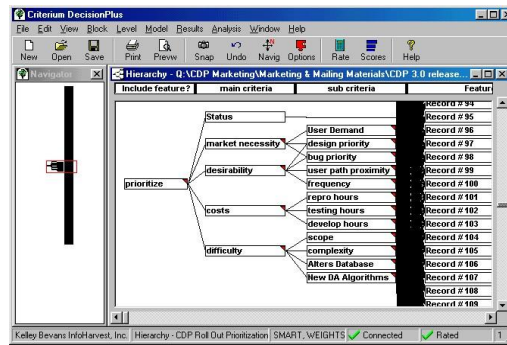 Criterium DecisionPlus
File Edit View Block Level Model Results Analysis Window Help
New Open Save Print Prevw Snap Undo Navig Options Rate Scores Help
Navigator
Hierarchy - Q:\CDP Marketing\Marketing & Mailing Materials\CDP 3.0 release...
Include feature? main criteria sub criteria Featur
Record # 94
Status Record # 95
User Demand Record # 96
market necessity design priority Record # 97
bug priority Record # 98
desirability user path proximity Record # 99
prioritize frequency Record # 100
repro hours Record # 101
costs testing hours Record # 102
develop hours Record # 103
scope Record # 104
difficulty complexity Record # 105
Alters Database Record # 106
New DA Algorithms Record # 107
Record # 108
Record # 109
Kelley Bevans InfoHarvest, Inc. Hierarchy - CDP Roll Out Prioritization SMART, WEIGHTS Connected Rated 1